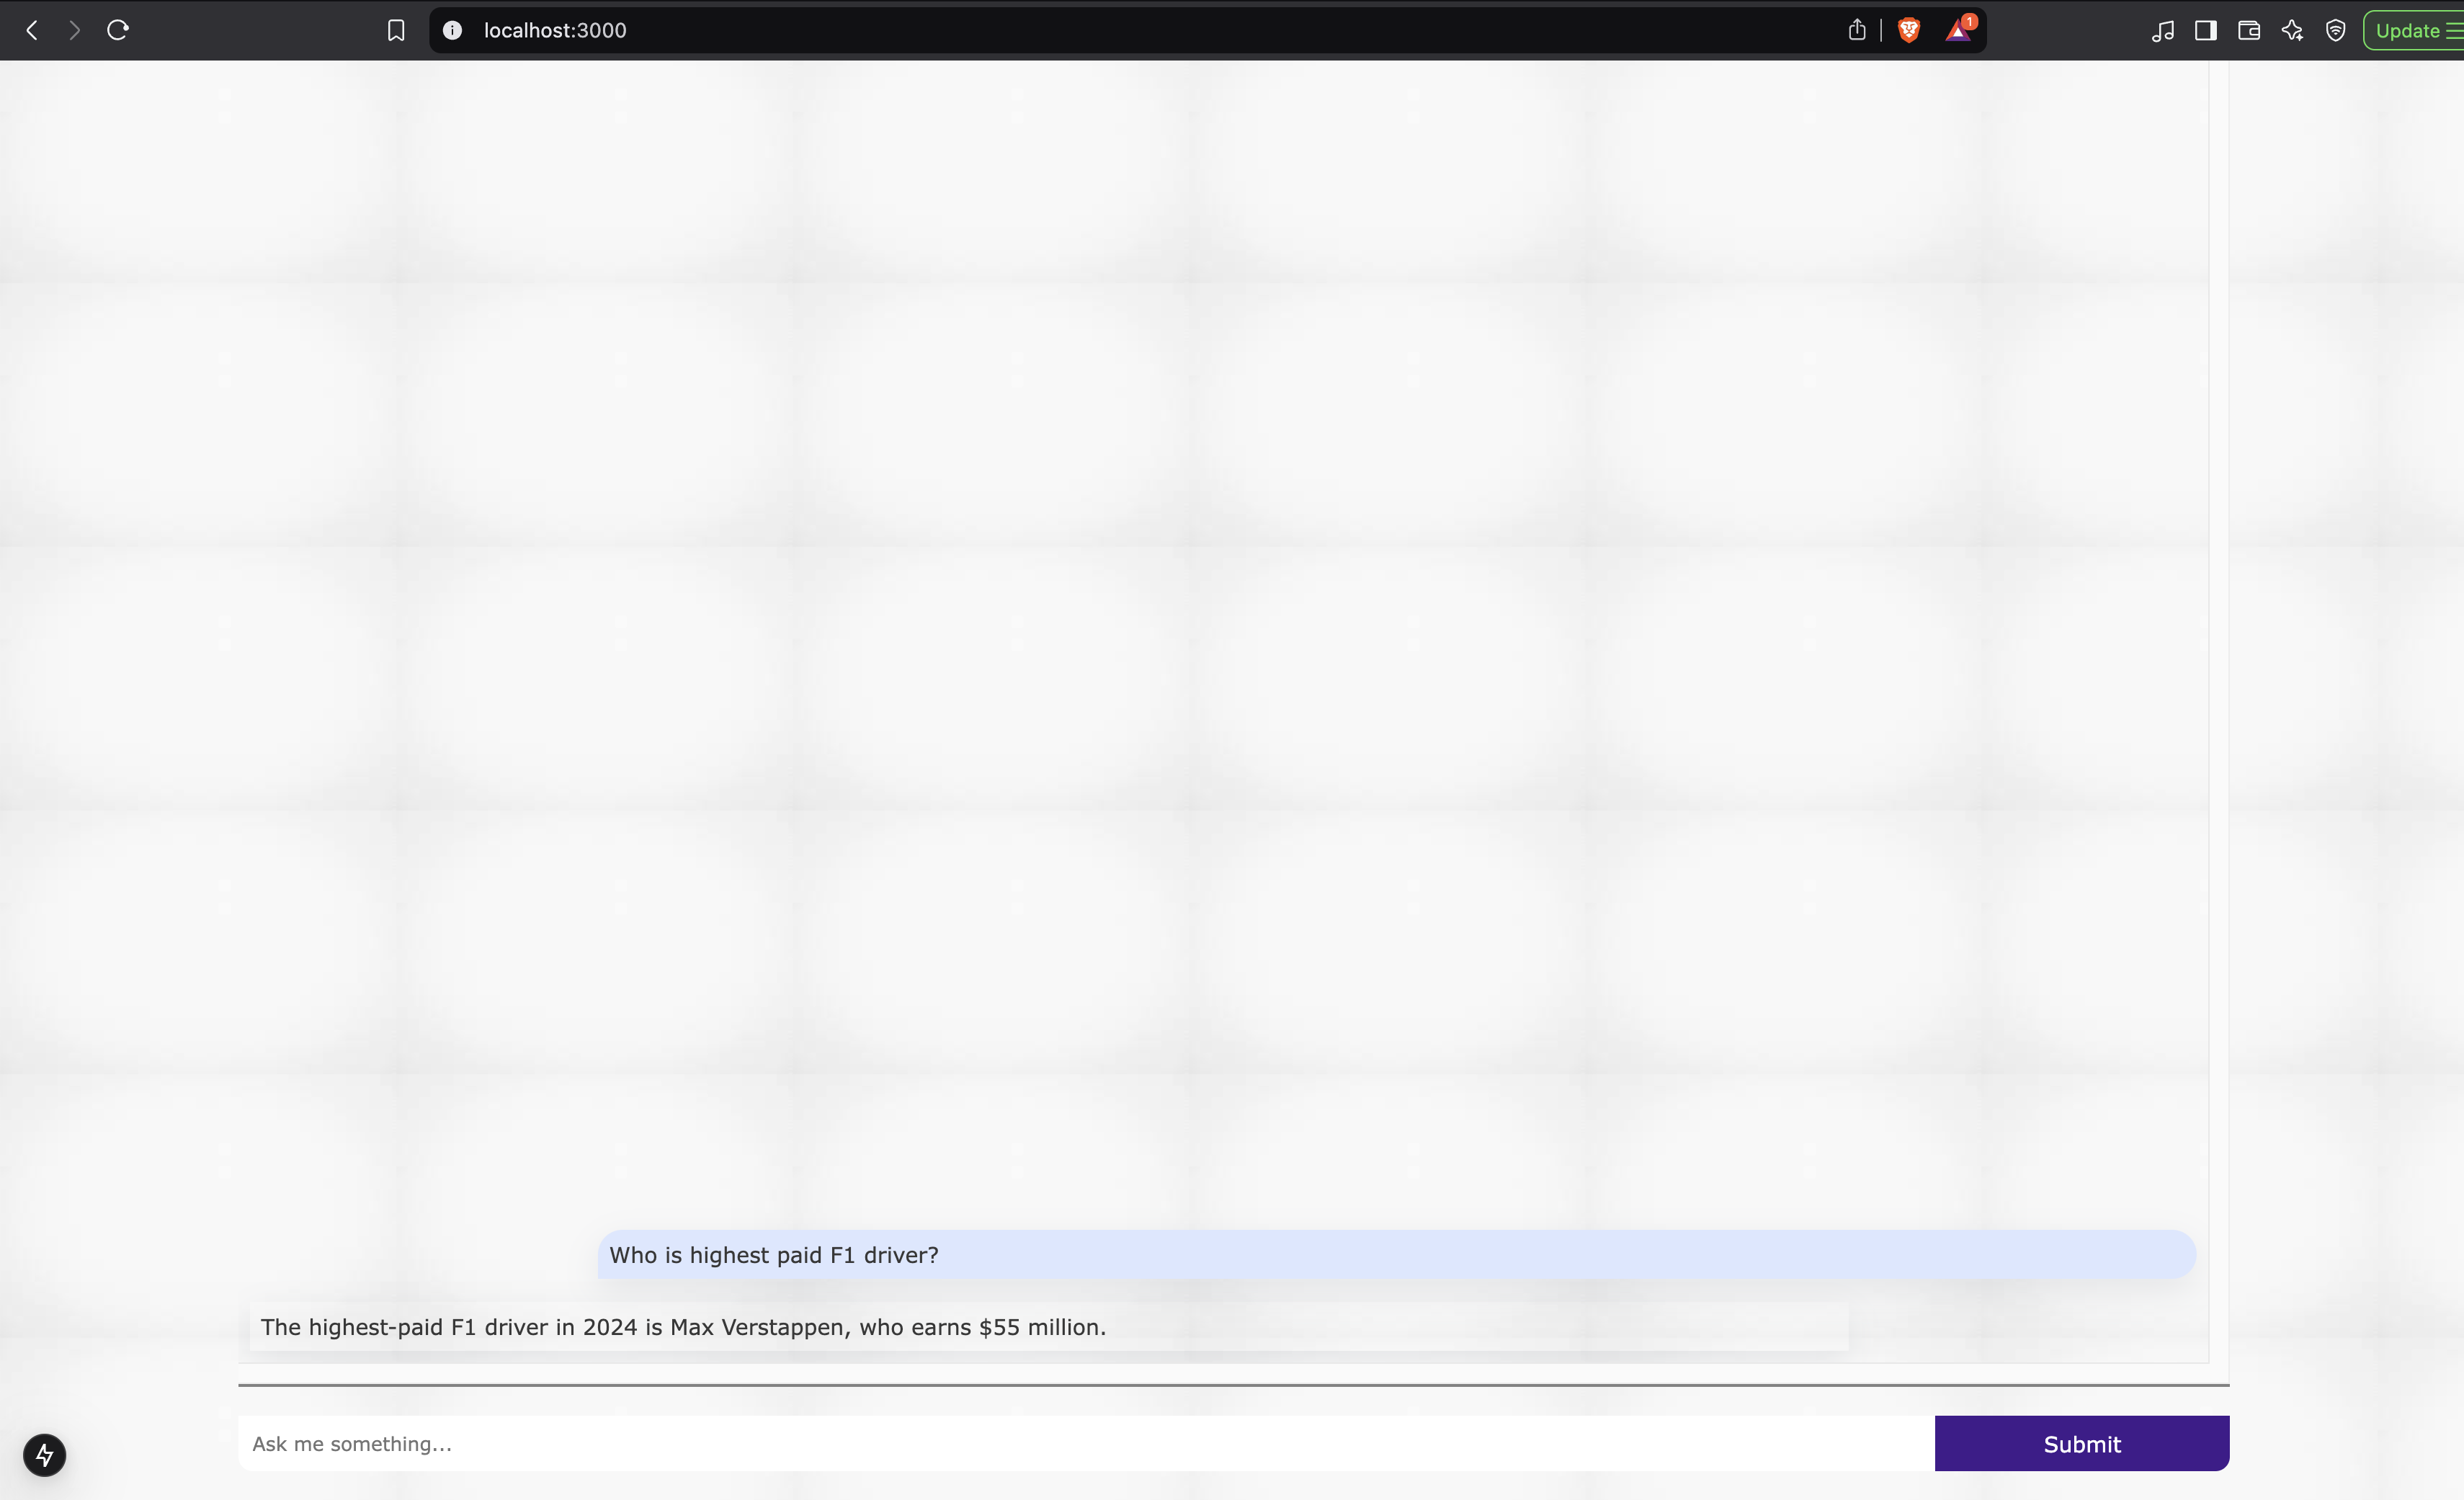 localhost:3000
1
Update
Who is highest paid F1 driver?
The highest-paid F1 driver in 2024 is Max Verstappen, who earns $55 million.
Ask me something...
Submit